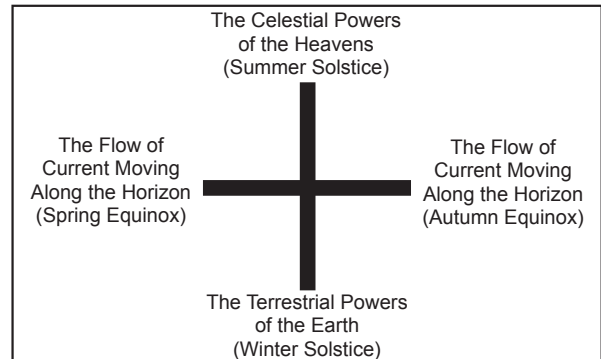 The Celestial Powers
of the Heavens
(Summer Solstice)
The Flow of
Current Moving
Along the Horizon
(Spring Equinox)
The Flow of
Current Moving
Along the Horizon
(Autumn Equinox)
The Terrestrial Powers
of the Earth
(Winter Solstice)